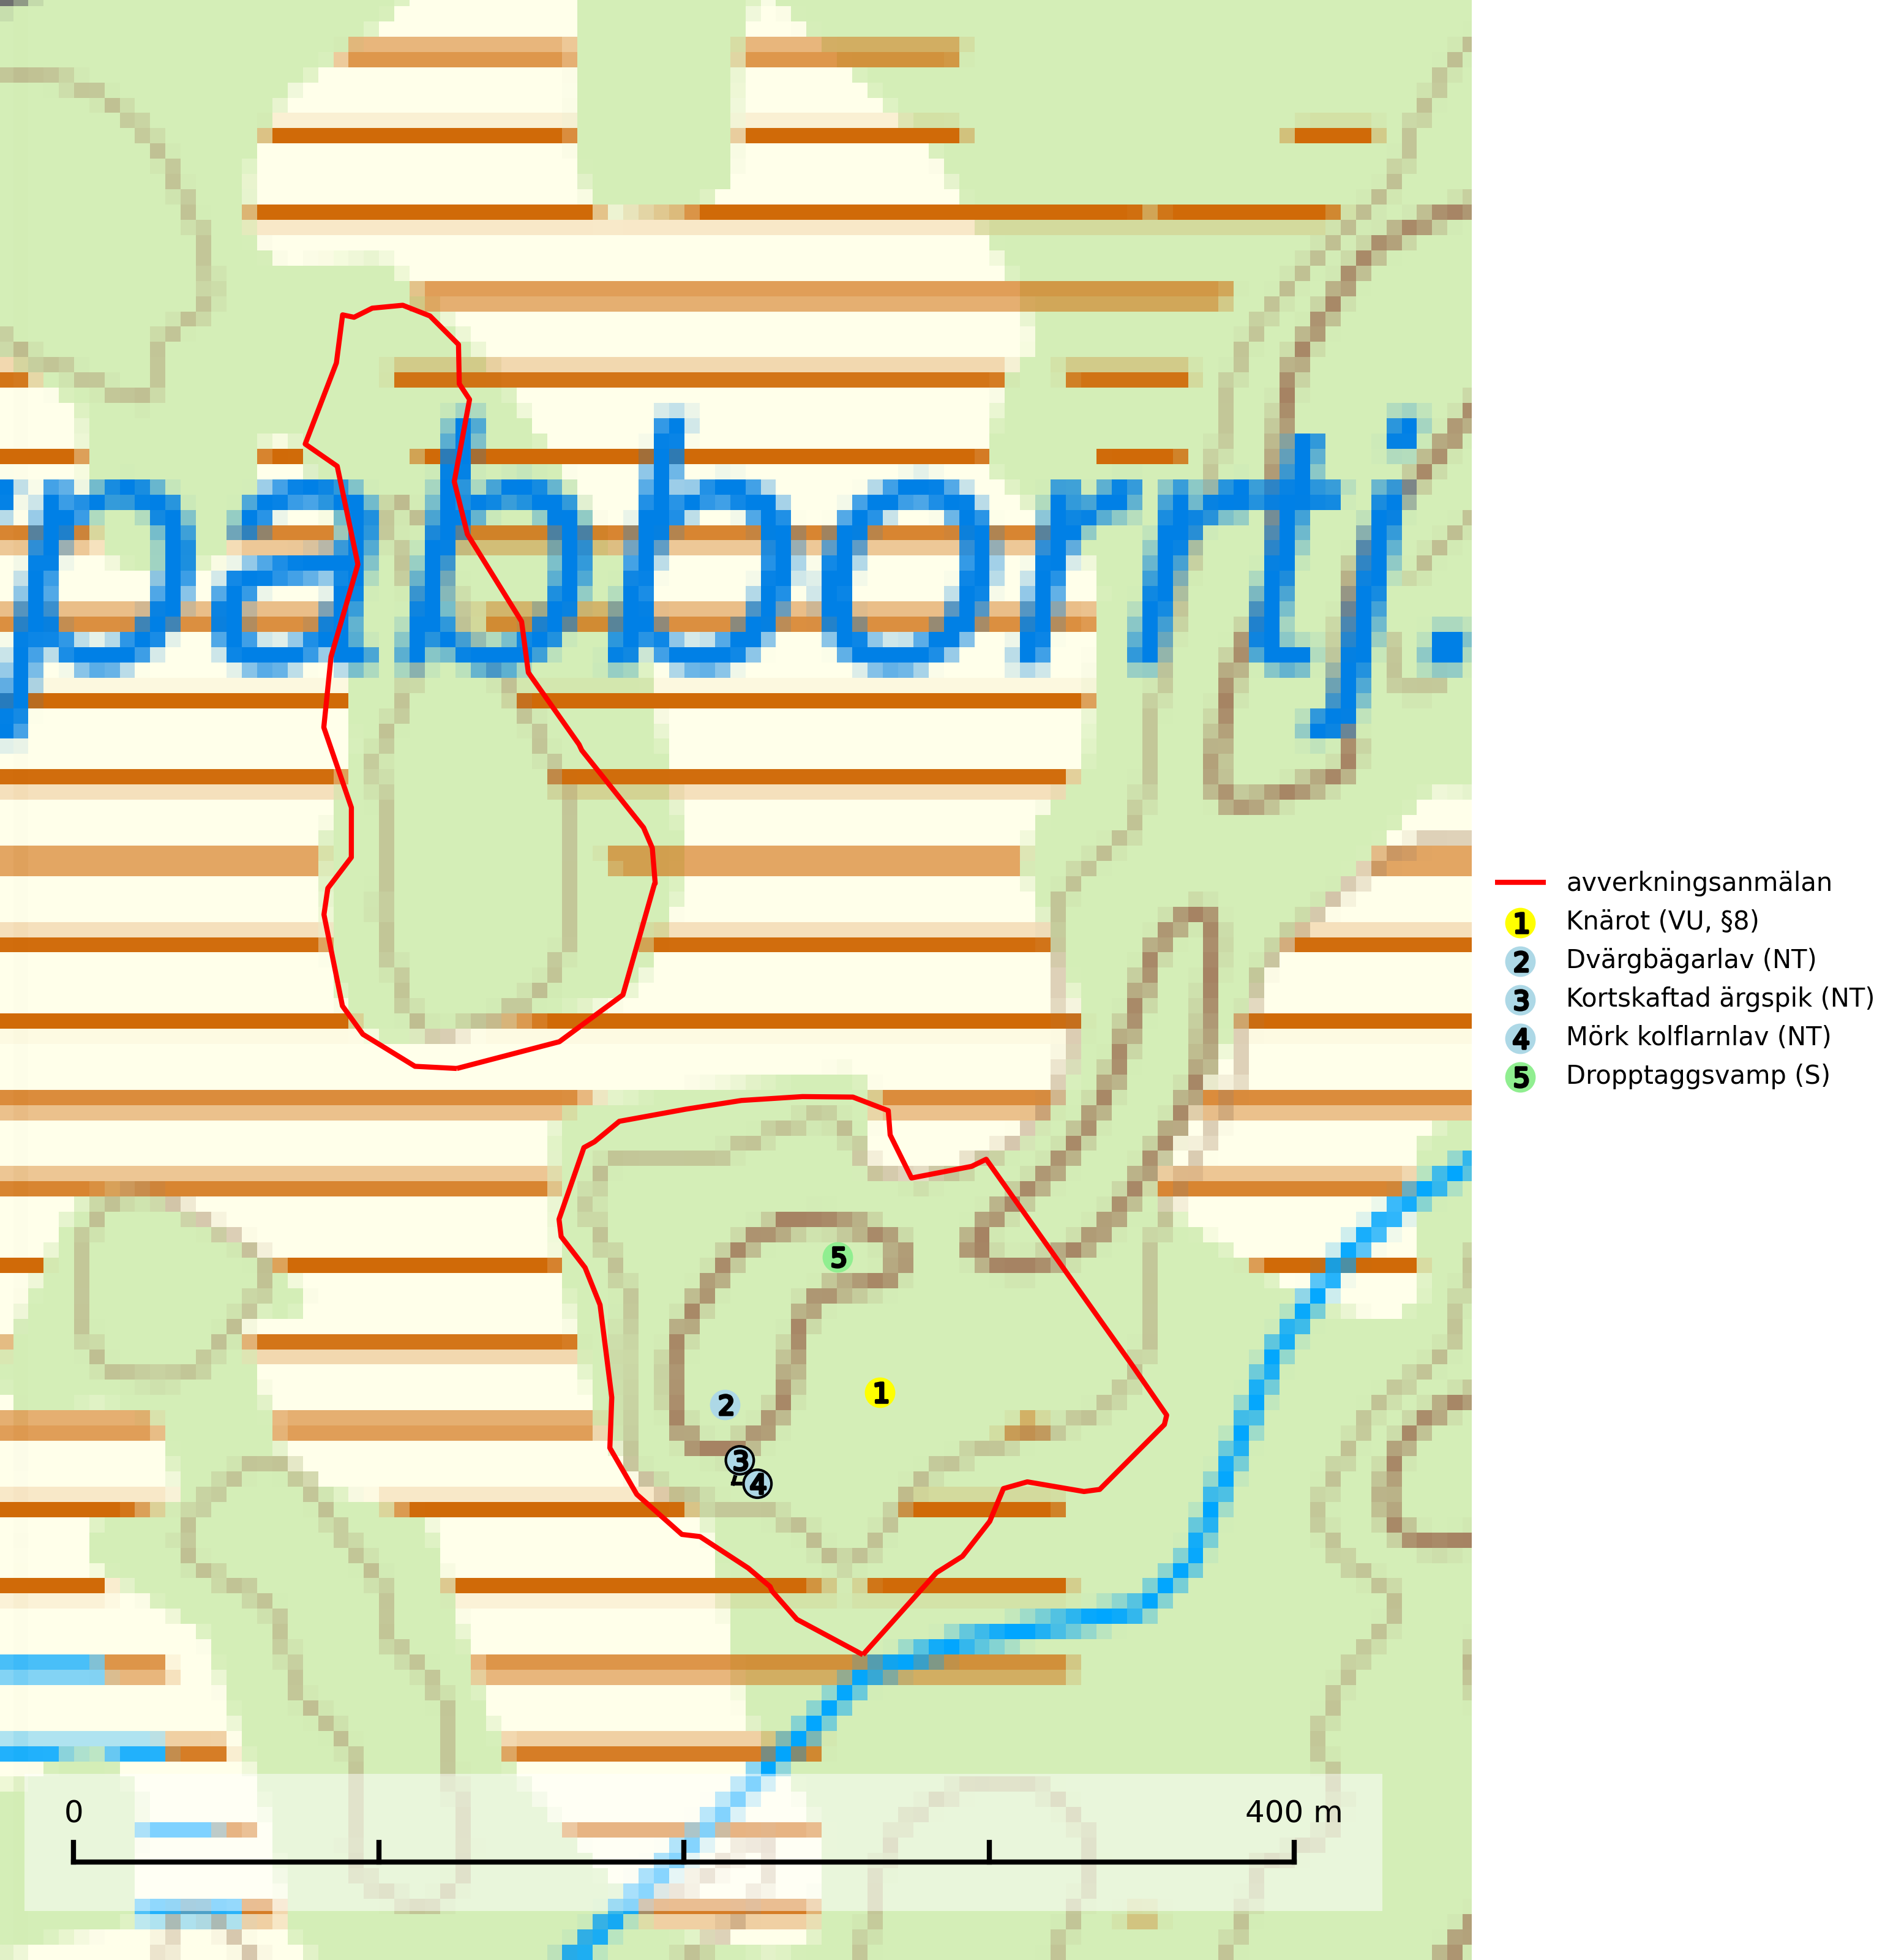 pabborrtj.
avverkningsanmälan
1 Knärot (VU, §8)
2 Dvärgbägarlav (NT)
3 Kortskaftad ärgspik (NT)
4 Mörk kolflarnlav (NT)
5 Dropptaggsvamp (S)
5
1
2
3
4
0 400 m